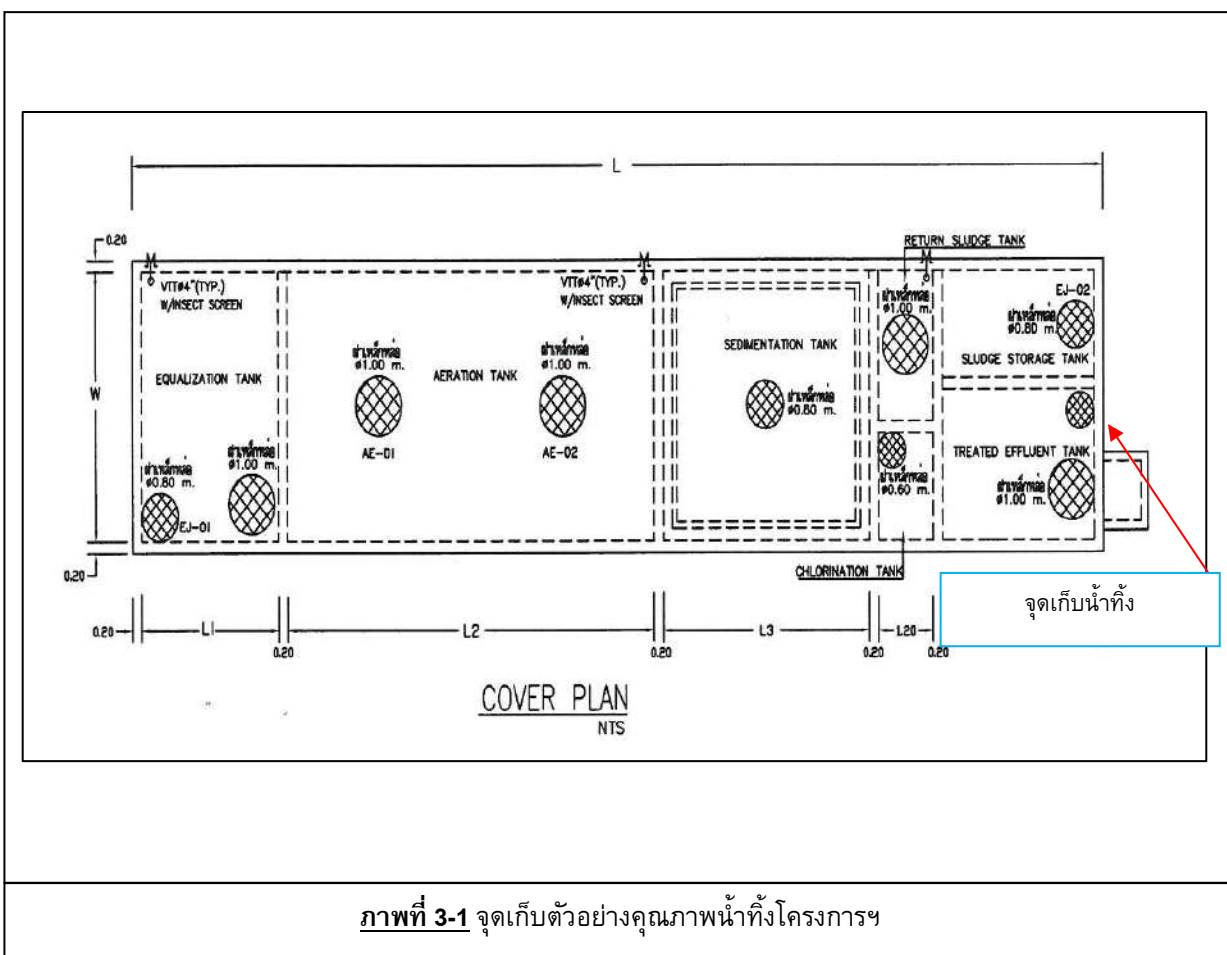 L
0.20
RETURN SLUDGE TANK
VTTø4"(TYP.)
W/INSECT SCREEN
VTTø4"(TYP.)
W/INSECT SCREEN
ฝาเหล็กหล่อ
ø1.00 m.
EJ-02
ฝาเหล็กหล่อ
ø0.80 m.
SLUDGE STORAGE TANK
W
EQUALIZATION TANK
ฝาเหล็กหล่อ
ø1.00 m.
AE-01
AERATION TANK
ฝาเหล็กหล่อ
ø1.00 m.
AE-02
SEDIMENTATION TANK
ฝาเหล็กหล่อ
ø0.80 m.
ฝาเหล็กหล่อ
ø0.80 m.
EJ-01
ฝาเหล็กหล่อ
ø1.00 m.
ฝาเหล็กหล่อ
ø0.60 m.
TREATED EFFLUENT TANK
ฝาเหล็กหล่อ
ø1.00 m.
0.20
CHLORINATION TANK
จุดเก็บน้ำทิ้ง
0.20
L1
0.20
L2
0.20
L3
0.20
1.20
0.20
COVER PLAN
NTS
ภาพที่ 3-1 จุดเก็บตัวอย่างคุณภาพน้ำทิ้งโครงการฯ